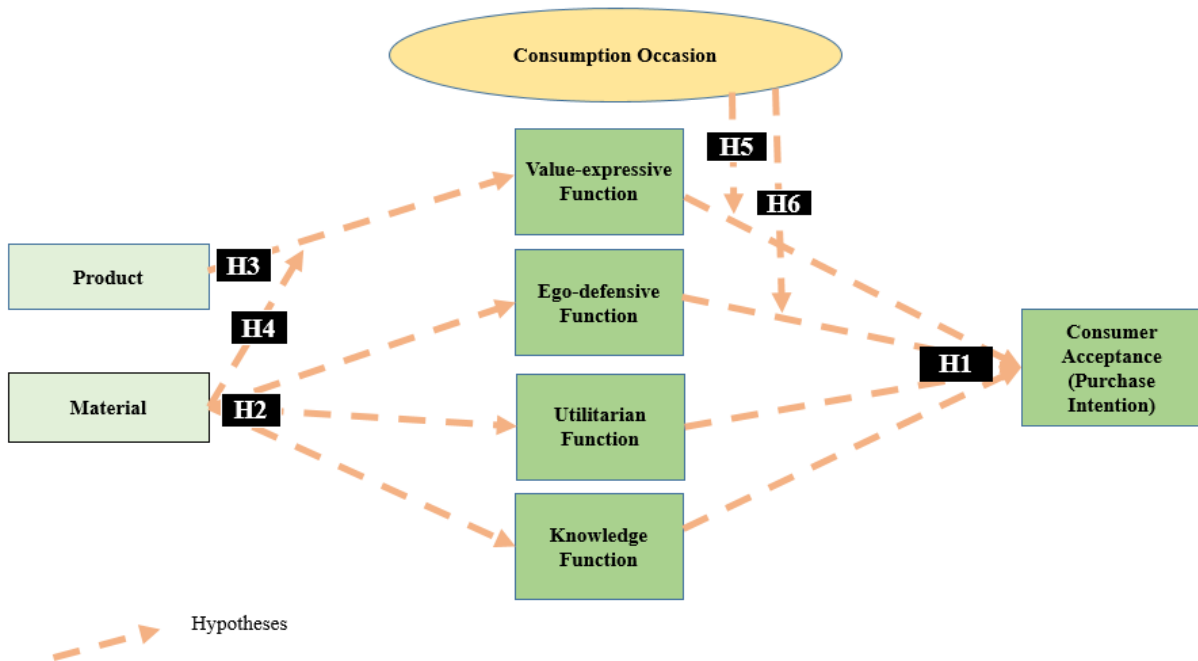 Consumption Occasion
H5
Value-expressive
Function
H6
H3
Product
Ego-defensive
Function
H4
Consumer
Acceptance
(Purchase
Intention)
H1
Material
H2
Utilitarian
Function
Knowledge
Function
Hypotheses